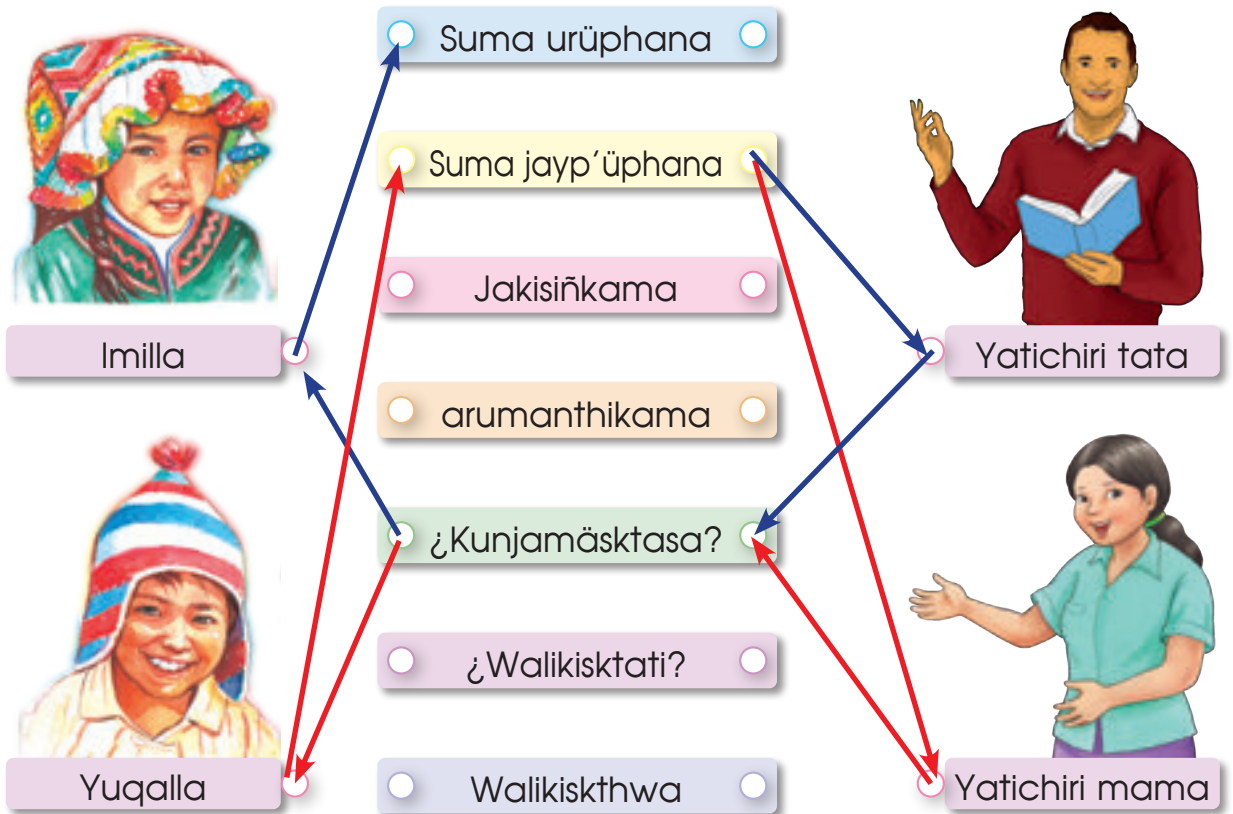 Suma urüphana
Suma jayp’üphana
Jakisiñkama
Imilla
Yatichiri tata
arumanthikama
¿Kunjamäsktasa?
¿Walikisktati?
Yuqalla
Walikiskthwa
Yatichiri mama